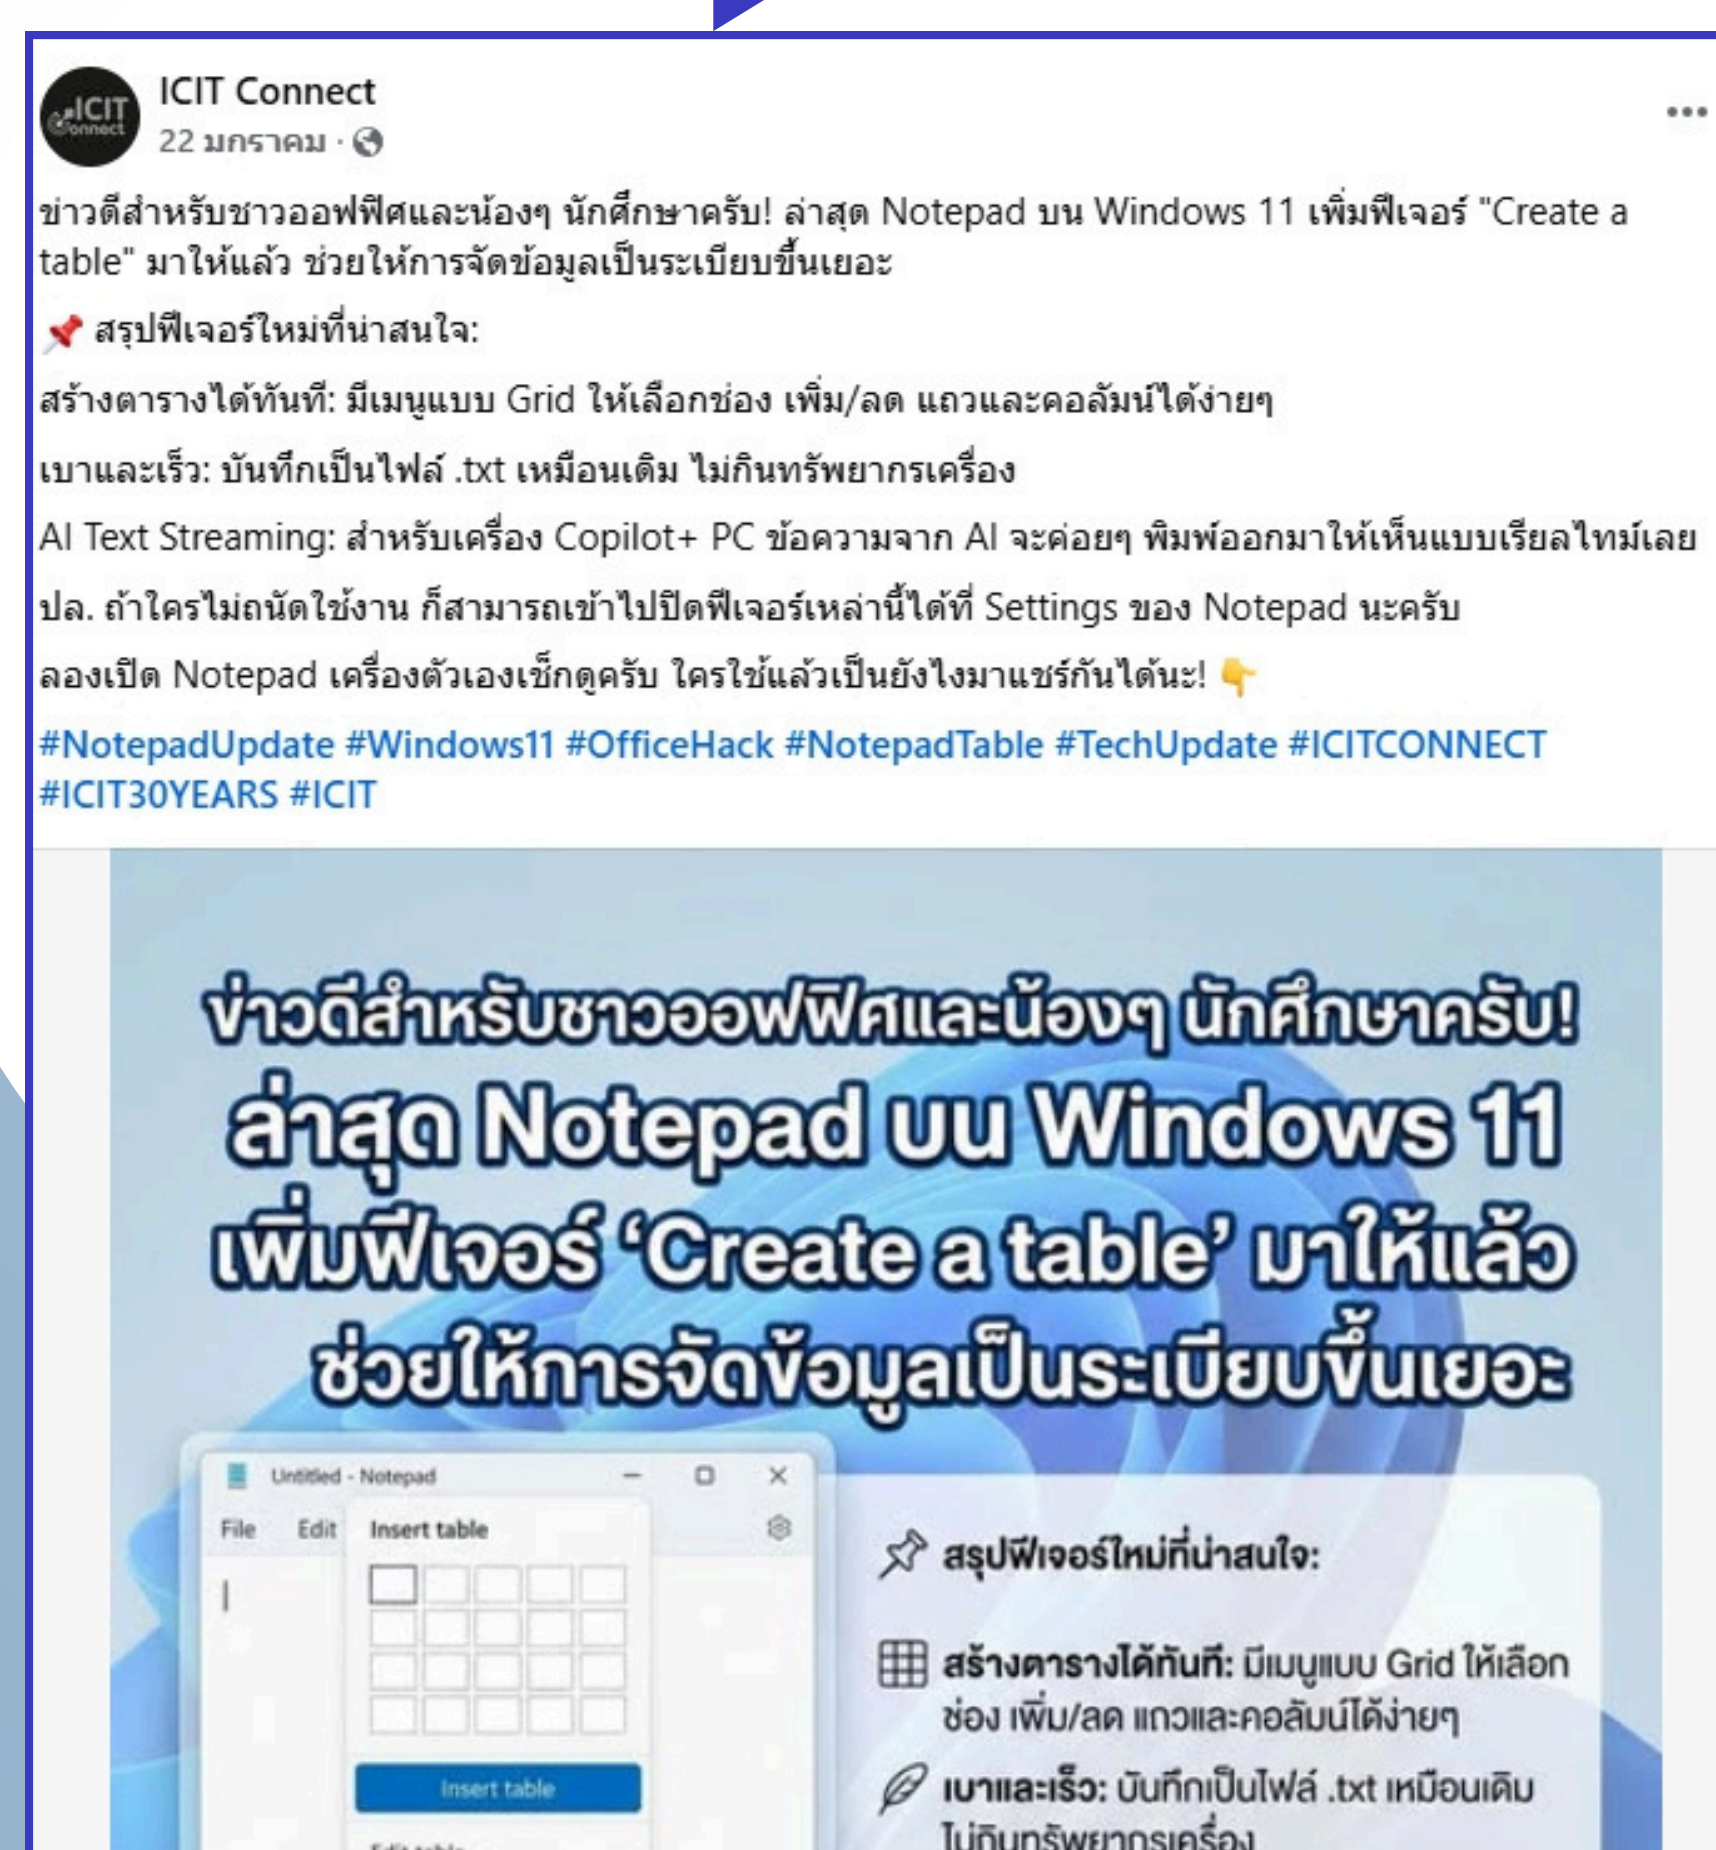 ICIT
Connect
ICIT Connect
22 มกราคม ·
ข่าวดีสำหรับชาวออฟฟิศและน้องๆ นักศึกษาครับ! ล่าสุด Notepad บน Windows 11 เพิ่มฟีเจอร์ "Create a
table" มาให้แล้ว ช่วยให้การจัดข้อมูลเป็นระเบียบขึ้นเยอะ
📌 สรุปฟีเจอร์ใหม่ที่น่าสนใจ:
สร้างตารางได้ทันที: มีเมนูแบบ Grid ให้เลือกช่อง เพิ่ม/ลด แถวและคอลัมน์ได้ง่ายๆ
เบาและเร็ว: บันทึกเป็นไฟล์ .txt เหมือนเดิม ไม่กินทรัพยากรเครื่อง
AI Text Streaming: สำหรับเครื่อง Copilot+ PC ข้อความจาก AI จะค่อยๆ พิมพ์ออกมาให้เห็นแบบเรียลไทม์เลย
ปล. ถ้าใครไม่ถนัดใช้งาน ก็สามารถเข้าไปปิดฟีเจอร์เหล่านี้ได้ที่ Settings ของ Notepad นะครับ
ลองเปิด Notepad เครื่องตัวเองเช็กดูครับ ใครใช้แล้วเป็นยังไงมาแชร์กันได้นะ! 👇
#NotepadUpdate #Windows11 #OfficeHack #NotepadTable #TechUpdate #ICITCONNECT
#ICIT30YEARS #ICIT
ข่าวดีสำหรับชาวออฟฟิศและน้องๆ นักศึกษาครับ!
ล่าสุด Notepad บน Windows 11
เพิ่มฟีเจอร์ ‘Create a table’ มาให้แล้ว
ช่วยให้การจัดข้อมูลเป็นระเบียบขึ้นเยอะ
Untitled - Notepad
File Edit Insert table
Insert table
Edit table
สรุปฟีเจอร์ใหม่ที่น่าสนใจ:
สร้างตารางได้ทันที: มีเมนูแบบ Grid ให้เลือก
ช่อง เพิ่ม/ลด แถวและคอลัมน์ได้ง่ายๆ
เบาและเร็ว: บันทึกเป็นไฟล์ .txt เหมือนเดิม
ไม่กินทรัพยากรเครื่อง